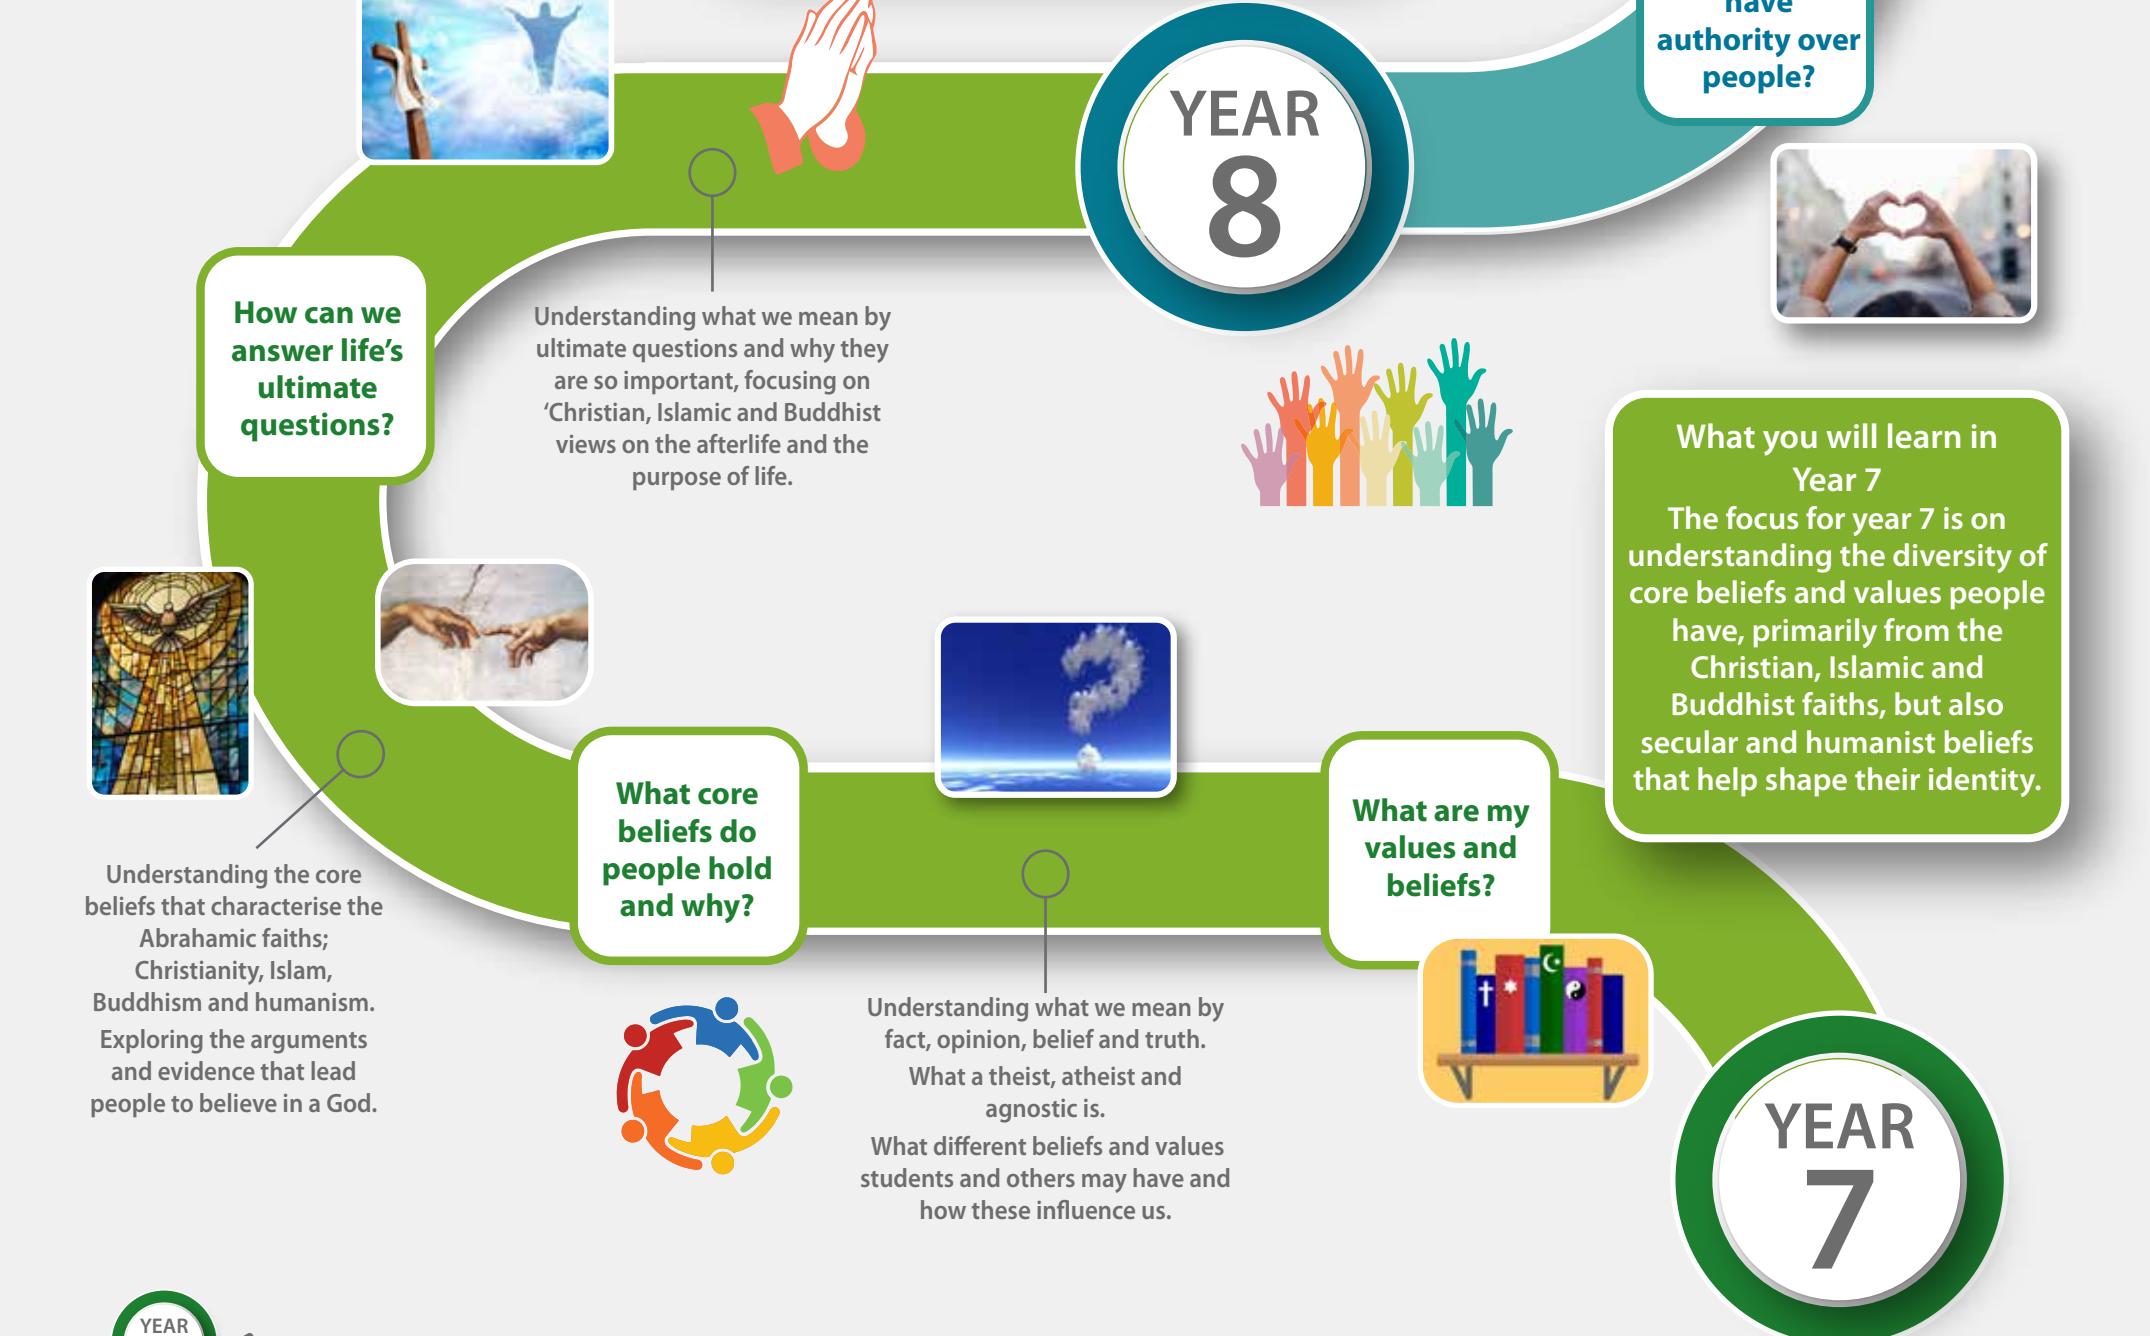 have
authority over
people?
YEAR
8
How can we
answer life's
ultimate
questions?
Understanding what we mean by
ultimate questions and why they
are so important, focusing on
‘Christian, Islamic and Buddhist
views on the afterlife and the
purpose of life.
What you will learn in
Year 7
The focus for year 7 is on
understanding the diversity of
core beliefs and values people
have, primarily from the
Christian, Islamic and
Buddhist faiths, but also
secular and humanist beliefs
that help shape their identity.
What core
beliefs do
people hold
and why?
What are my
values and
beliefs?
Understanding the core
beliefs that characterise the
Abrahamic faiths;
Christianity, Islam,
Buddhism and humanism.
Exploring the arguments
and evidence that lead
people to believe in a God.
Understanding what we mean by
fact, opinion, belief and truth.
What a theist, atheist and
agnostic is.
What different beliefs and values
students and others may have and
how these influence us.
YEAR
7
YEAR